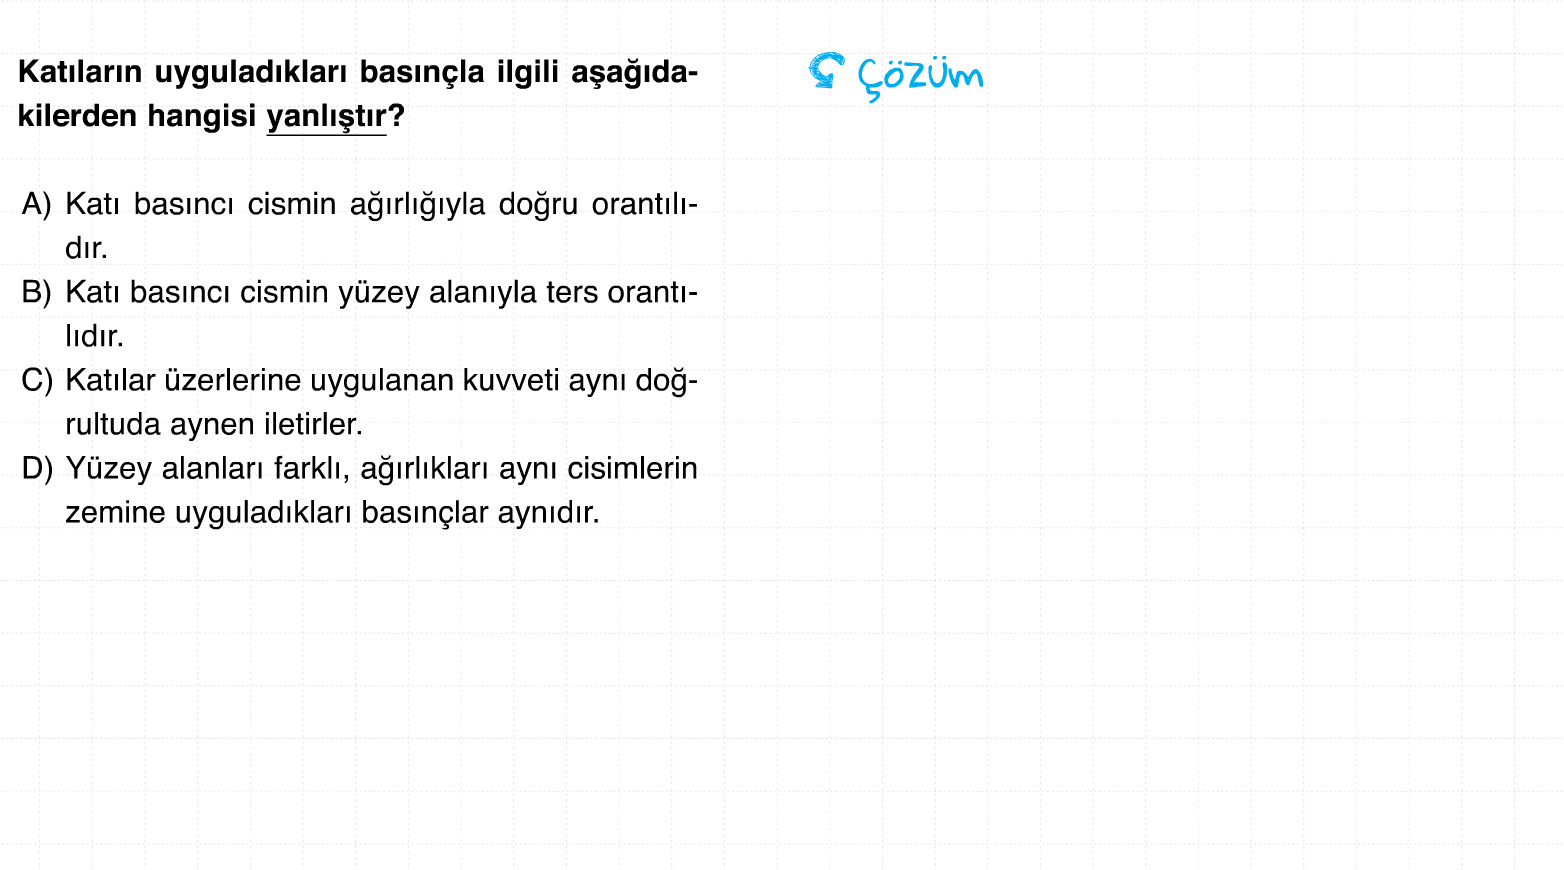 Katıların uyguladıkları basınçla ilgili aşağıda-
kilerden hangisi yanlıştır?
Çözüm
A) Katı basıncı cismin ağırlığıyla doğru orantılı-
dır.
B) Katı basıncı cismin yüzey alanıyla ters orantı-
lıdır.
C) Katılar üzerlerine uygulanan kuvveti aynı doğ-
rultuda aynen iletirler.
D) Yüzey alanları farklı, ağırlıkları aynı cisimlerin
zemine uyguladıkları basınçlar aynıdır.